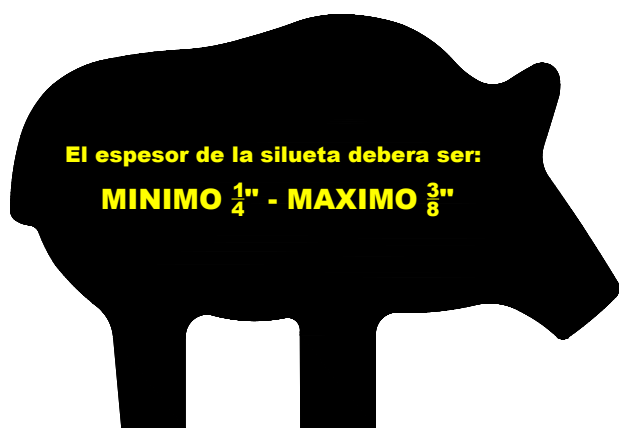 El espesor de la silueta debera ser:
MINIMO 1/4" - MAXIMO 3/8"